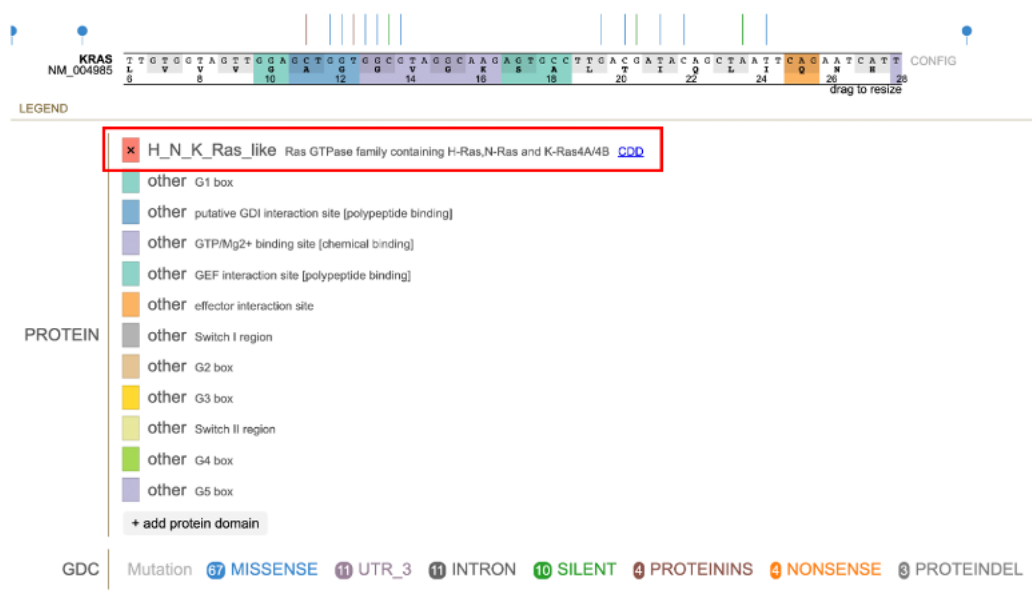 KRAS
NM_004985
TTGTGGTAGTTGGAGCTGGTGGCGTAGGCAAGAGTGCCTTGACGATACAGCTAATTCAGAATCATT
L V V V G A G G V G K S A L T I Q L I Q N H
6 8 10 12 14 16 18 20 22 24 26 28
CONFIG
drag to resize
LEGEND
× H_N_K_Ras_like Ras GTPase family containing H-Ras,N-Ras and K-Ras4A/4B CDD
other G1 box
other putative GDI interaction site [polypeptide binding]
other GTP/Mg2+ binding site [chemical binding]
other GEF interaction site [polypeptide binding]
other effector interaction site
PROTEIN
other Switch I region
other G2 box
other G3 box
other Switch II region
other G4 box
other G5 box
+ add protein domain
GDC Mutation 67 MISSENSE 11 UTR_3 11 INTRON 10 SILENT 4 PROTEININS 4 NONSENSE 3 PROTEINDEL